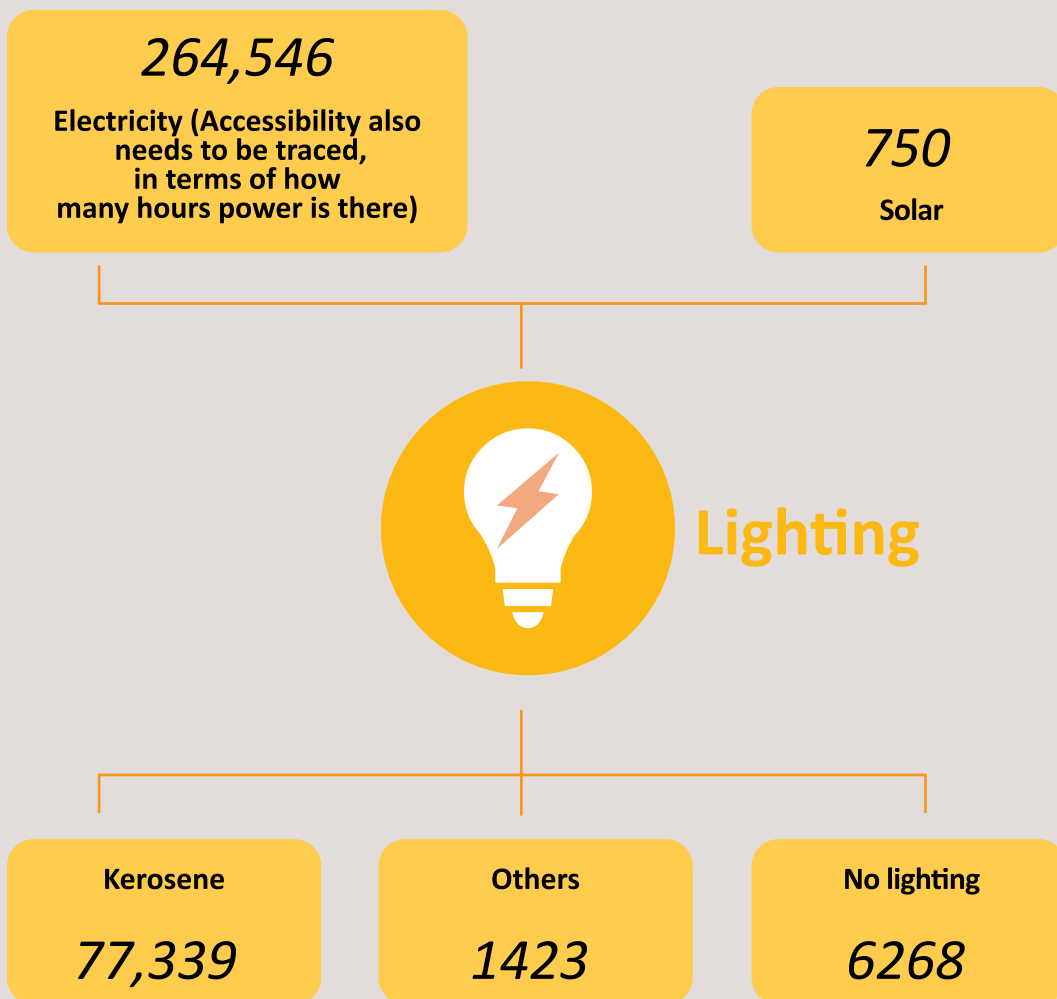 264,546
Electricity (Accessibility also
needs to be traced,
in terms of how
many hours power is there)
750
Solar
Lighting
Kerosene
77,339
Others
1423
No lighting
6268